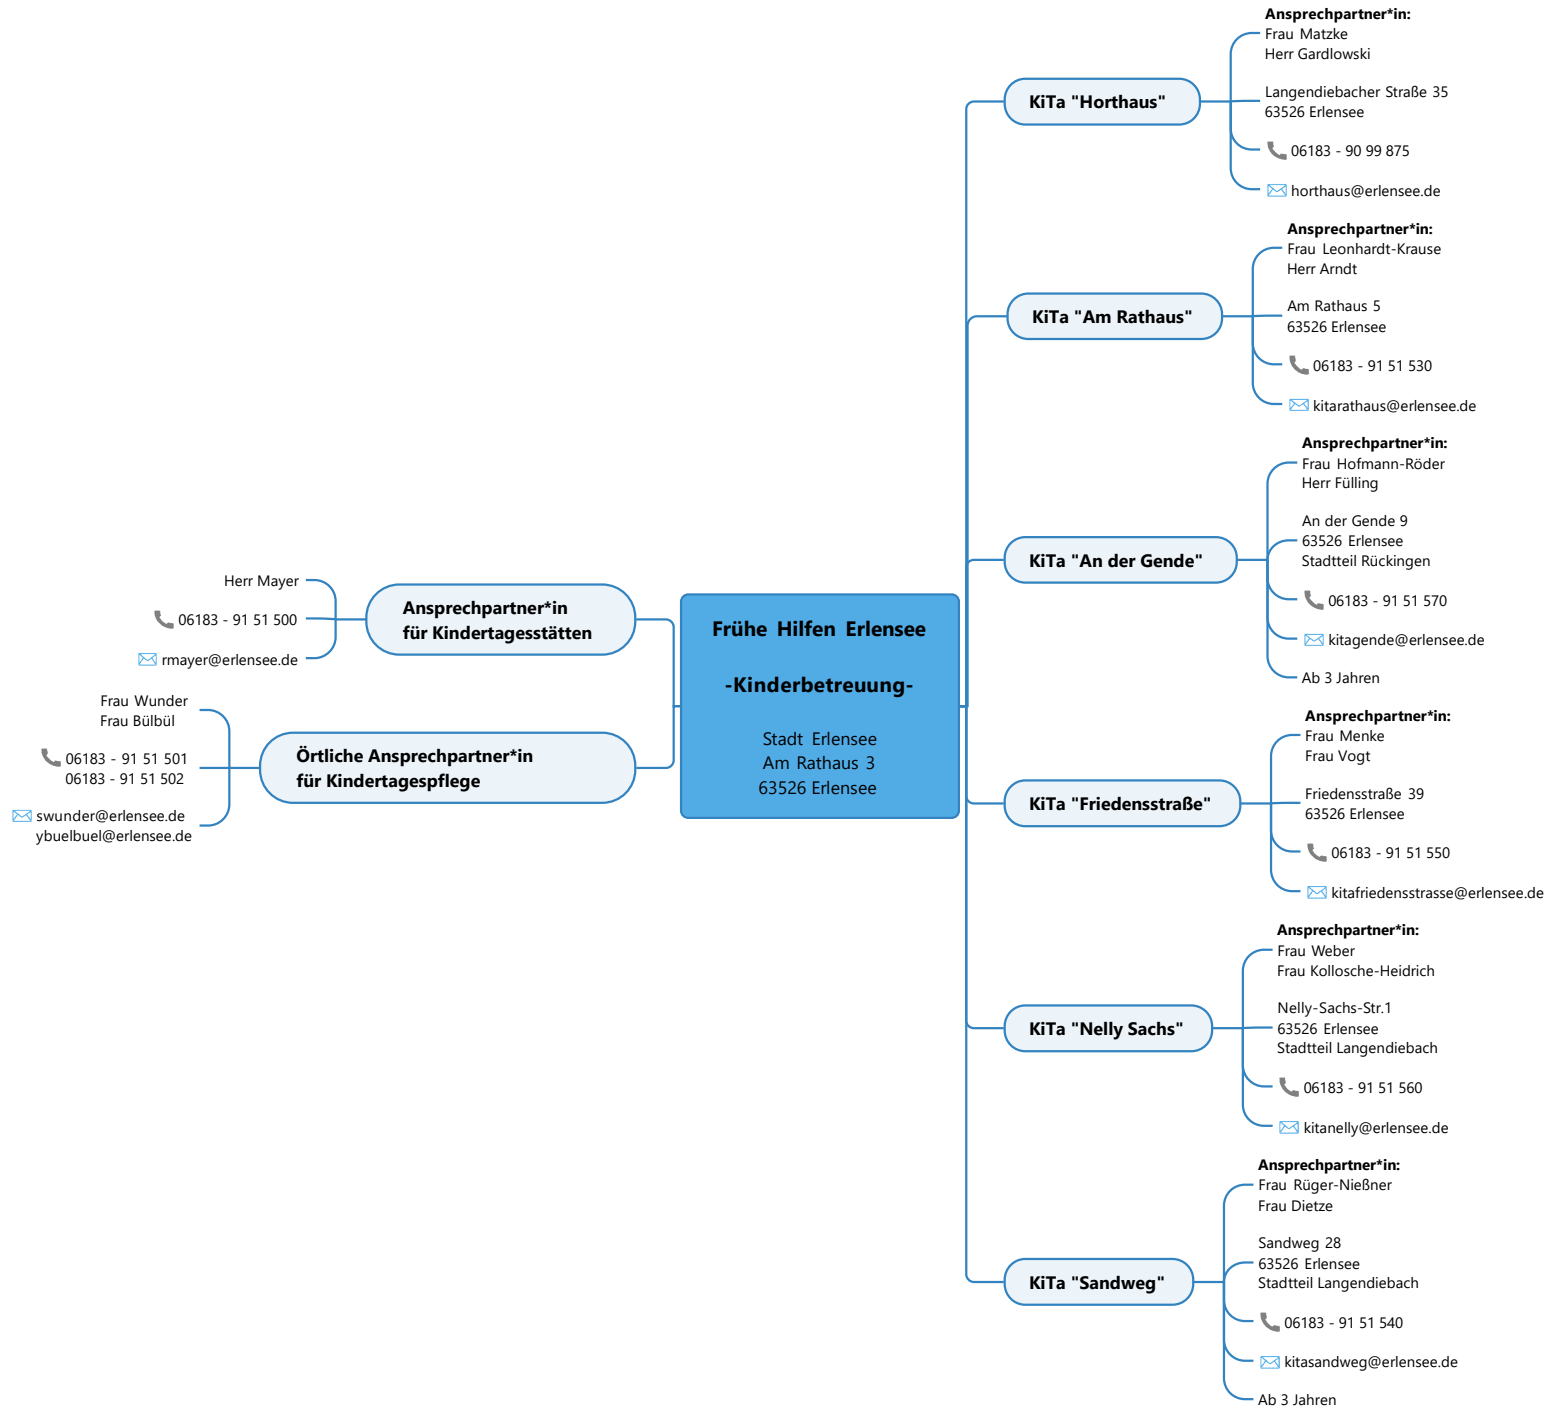 Frühe Hilfen Erlensee
-Kinderbetreuung-
Stadt Erlensee
Am Rathaus 3
63526 Erlensee
Ansprechpartner*in
für Kindertagesstätten
Herr Mayer
06183 - 91 51 500
rmayer@erlensee.de
Örtliche Ansprechpartner*in
für Kindertagespflege
Frau Wunder
Frau Bülbül
06183 - 91 51 501
06183 - 91 51 502
swunder@erlensee.de
ybuelbuel@erlensee.de
KiTa "Horthaus"
Ansprechpartner*in:
Frau Matzke
Herr Gardlowski
Langendiebacher Straße 35
63526 Erlensee
06183 - 90 99 875
horthaus@erlensee.de
KiTa "Am Rathaus"
Ansprechpartner*in:
Frau Leonhardt-Krause
Herr Arndt
Am Rathaus 5
63526 Erlensee
06183 - 91 51 530
kitarathaus@erlensee.de
KiTa "An der Gende"
Ansprechpartner*in:
Frau Hofmann-Röder
Herr Fülling
An der Gende 9
63526 Erlensee
Stadtteil Rückingen
06183 - 91 51 570
kitagende@erlensee.de
Ab 3 Jahren
KiTa "Friedensstraße"
Ansprechpartner*in:
Frau Menke
Frau Vogt
Friedensstraße 39
63526 Erlensee
06183 - 91 51 550
kitafriedensstrasse@erlensee.de
KiTa "Nelly Sachs"
Ansprechpartner*in:
Frau Weber
Frau Kollosche-Heidrich
Nelly-Sachs-Str.1
63526 Erlensee
Stadtteil Langendiebach
06183 - 91 51 560
kitanelly@erlensee.de
KiTa "Sandweg"
Ansprechpartner*in:
Frau Rüger-Nießner
Frau Dietze
Sandweg 28
63526 Erlensee
Stadtteil Langendiebach
06183 - 91 51 540
kitasandweg@erlensee.de
Ab 3 Jahren